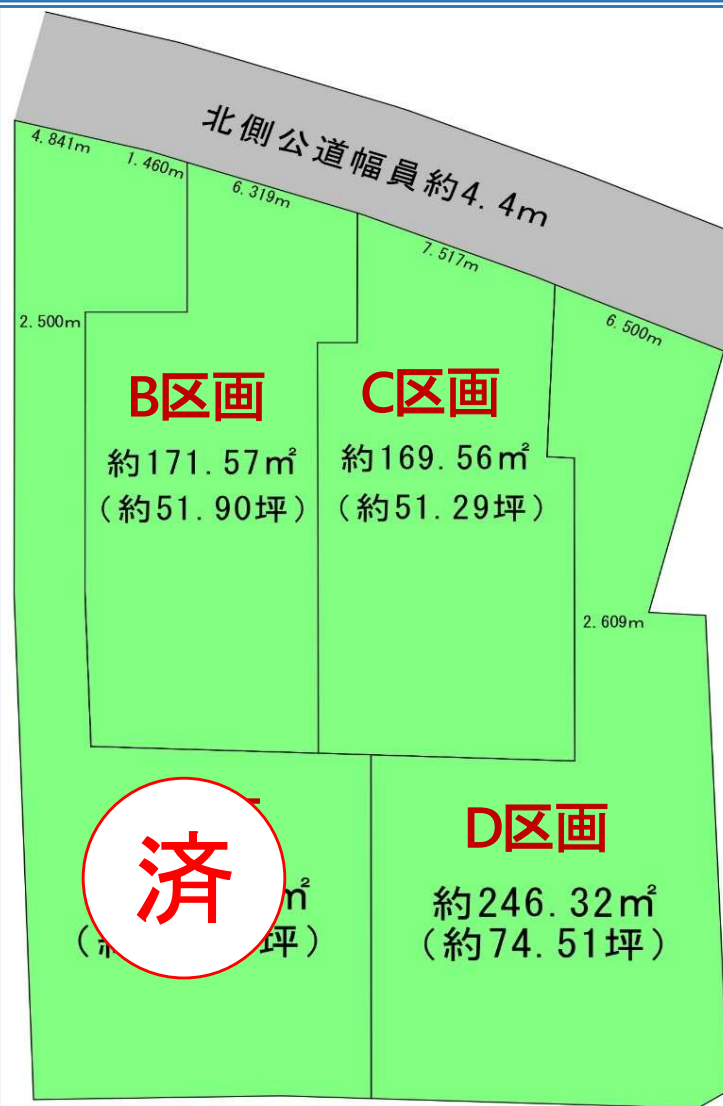 北側公道幅員約4.4m
4.841m
1.460m
6.319m
7.517m
6.500m
2.500m
B区画
約171.57㎡
（約51.90坪）
C区画
約169.56㎡
（約51.29坪）
2.609m
済
㎡
坪）
D区画
約246.32㎡
（約74.51坪）